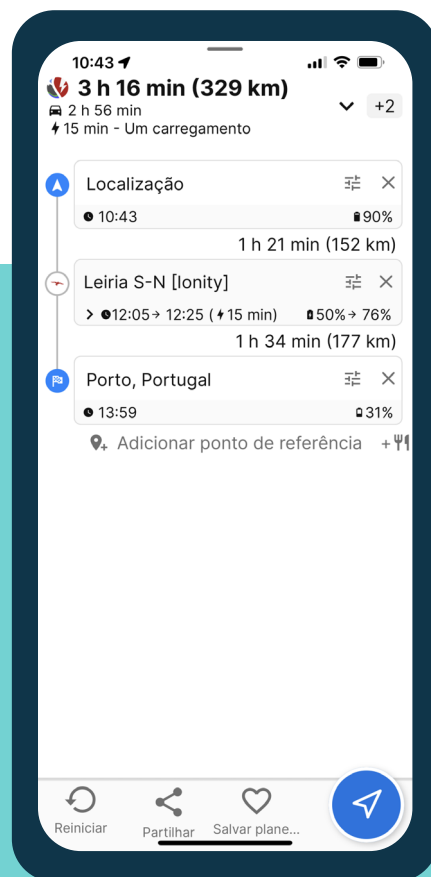 10:43
3 h 16 min (329 km)
2 h 56 min
+2
15 min - Um carregamento
Localização
10:43 90%
1 h 21 min (152 km)
Leiria S-N [Ionity]
12:05→ 12:25 (15 min) 50%→ 76%
1 h 34 min (177 km)
Porto, Portugal
13:59 31%
Adicionar ponto de referência +
Reiniciar
Partilhar
Salvar plane...